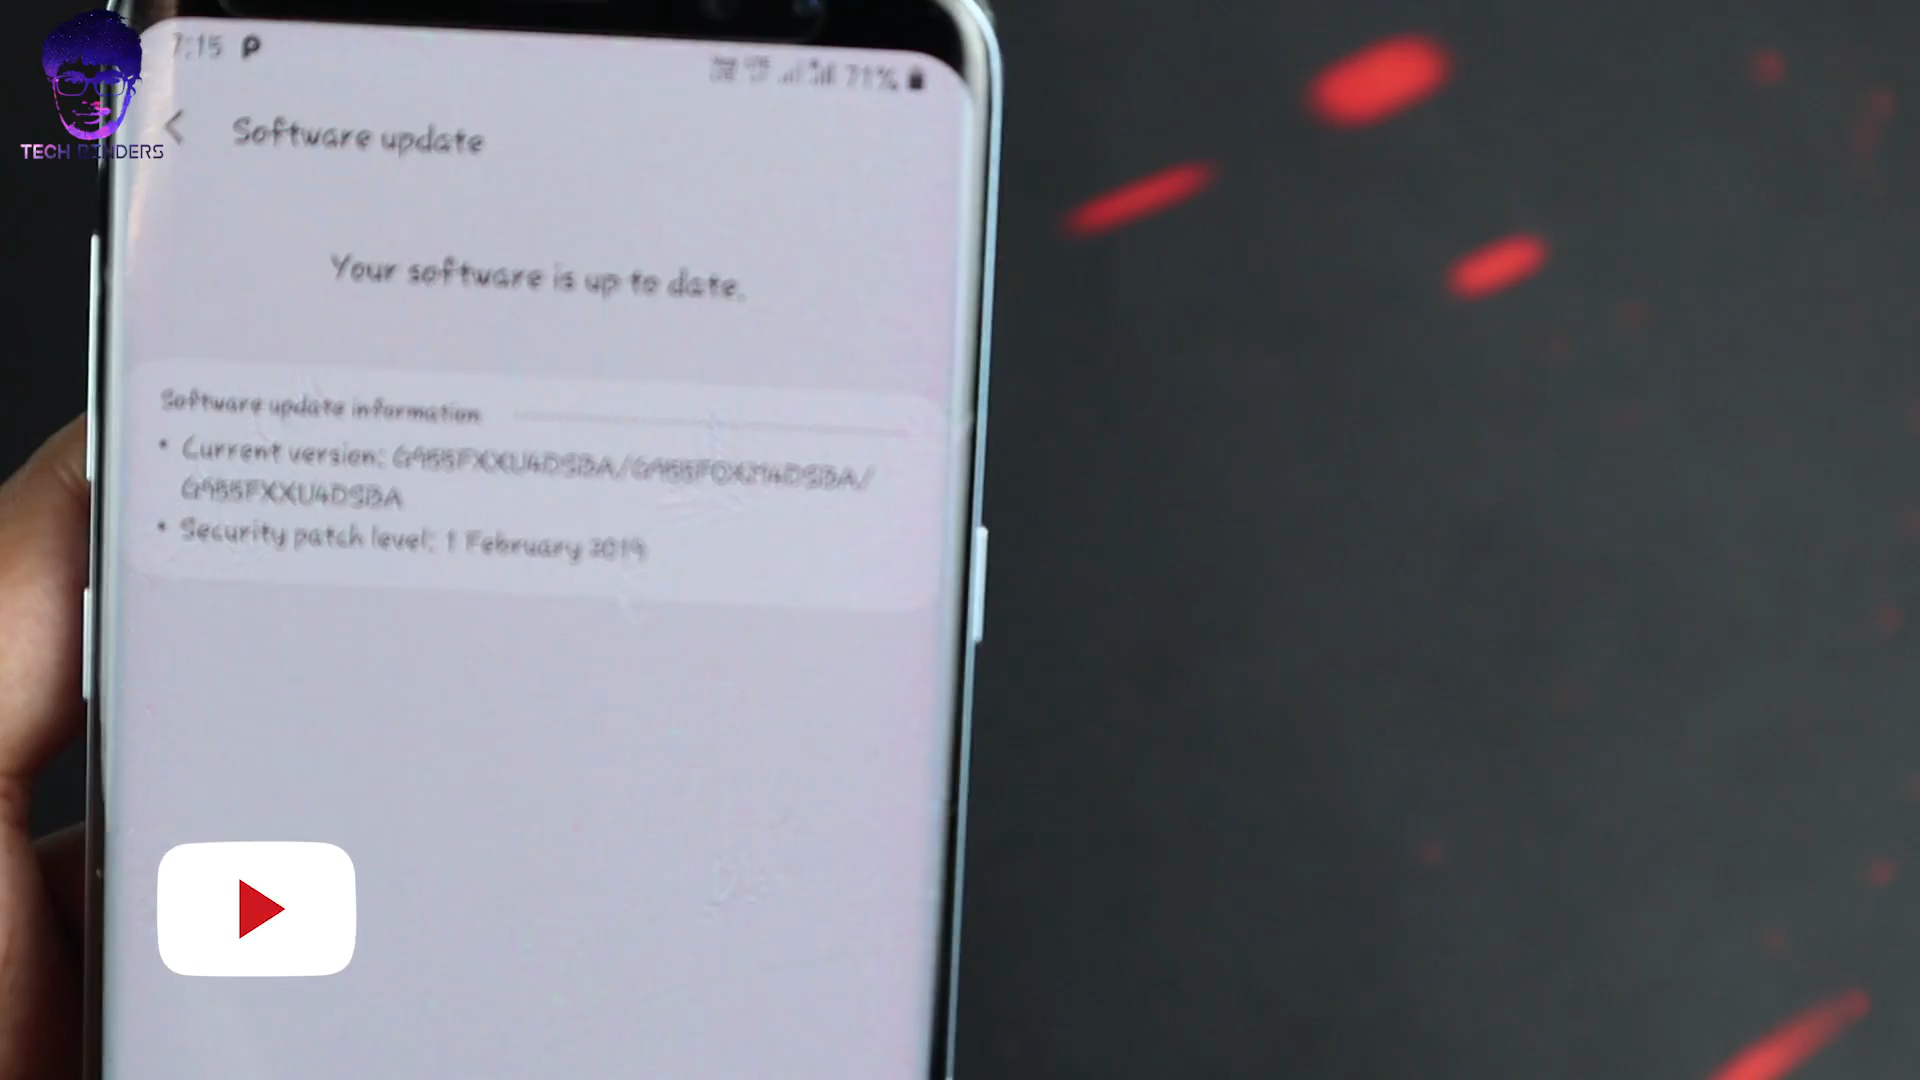 7:15 P
71%
TECH BINDERS
Software update
Your software is up to date.
Software update information
• Current version: G955FXXU4DSBA/G955FOXM4DSBA/
G955FXXU4DSBA
• Security patch level: 1 February 2019